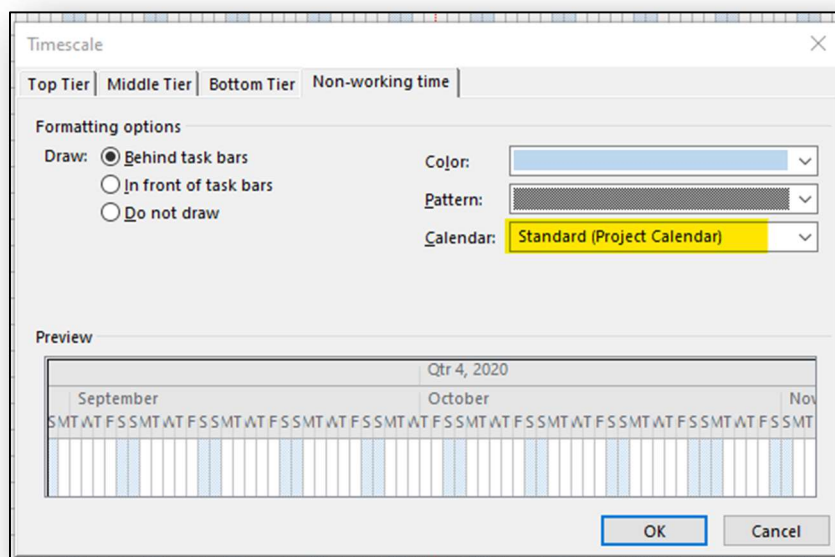 Timescale
Top Tier Middle Tier Bottom Tier Non-working time
Formatting options
Draw: Behind task bars
In front of task bars
Do not draw
Color:
Pattern:
Calendar: Standard (Project Calendar)
Preview
Qtr 4, 2020
September October Nov
SMTWTFSSMTWTFSSMTWTFSSMTWTFSSMTWTFSSMTWTFSSMTWTFSSMTWTFSSMTWTFSSMT
OK Cancel